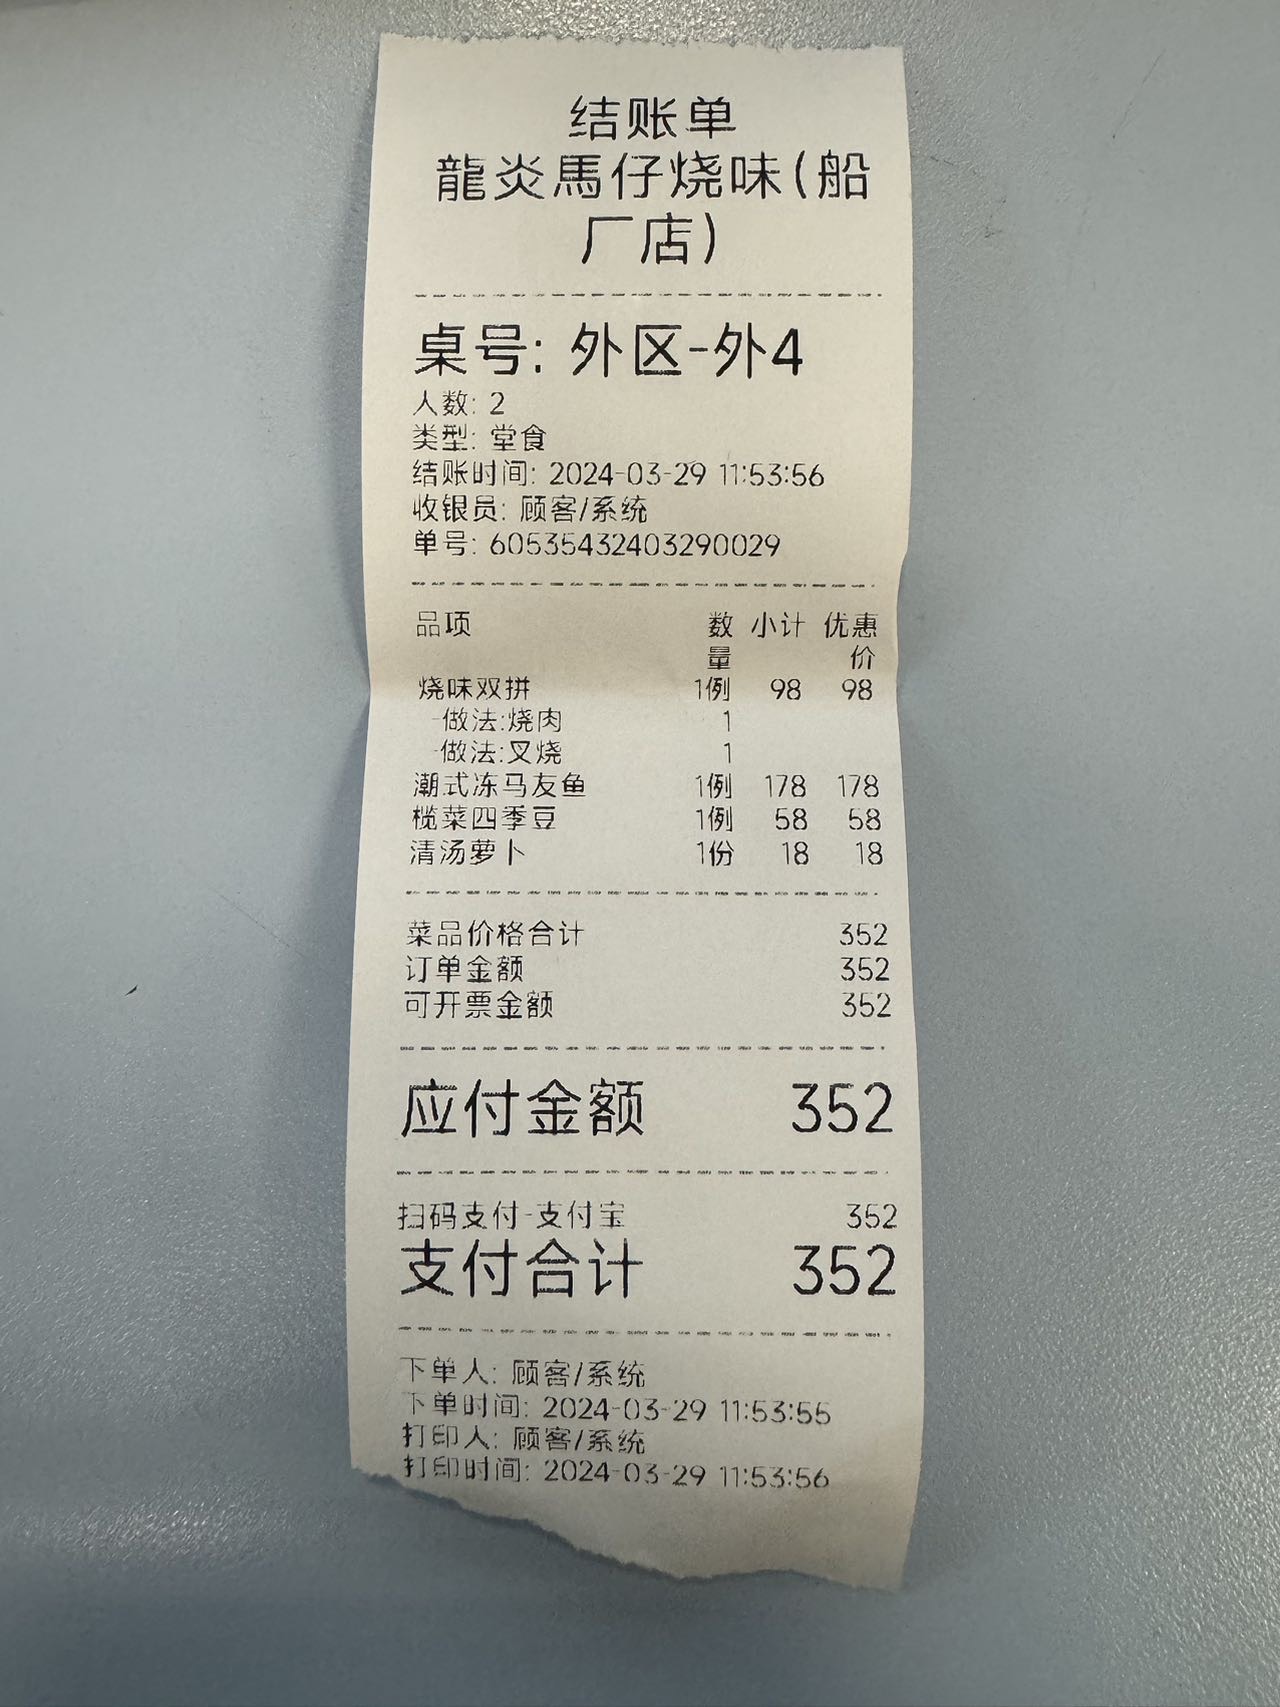 结账单
龍炎馬仔烧味(船
厂店)
桌号: 外区-外4
人数: 2
类型: 堂食
结账时间: 2024-03-29 11:53:56
收银员: 顾客/系统
单号: 605354432403290029
品项 数 小计 优惠
量 价
烧味双拼 1例 98 98
-做法:烧肉 1
-做法:叉烧 1
潮式冻马友鱼 1例 178 178
榄菜四季豆 1例 58 58
清汤萝卜 1份 18 18
菜品价格合计 352
订单金额 352
可开票金额 352
应付金额 352
扫码支付-支付宝 352
支付合计 352
下单人: 顾客/系统
下单时间: 2024-03-29 11:53:55
打印人: 顾客/系统
打印时间: 2024-03-29 11:53:56